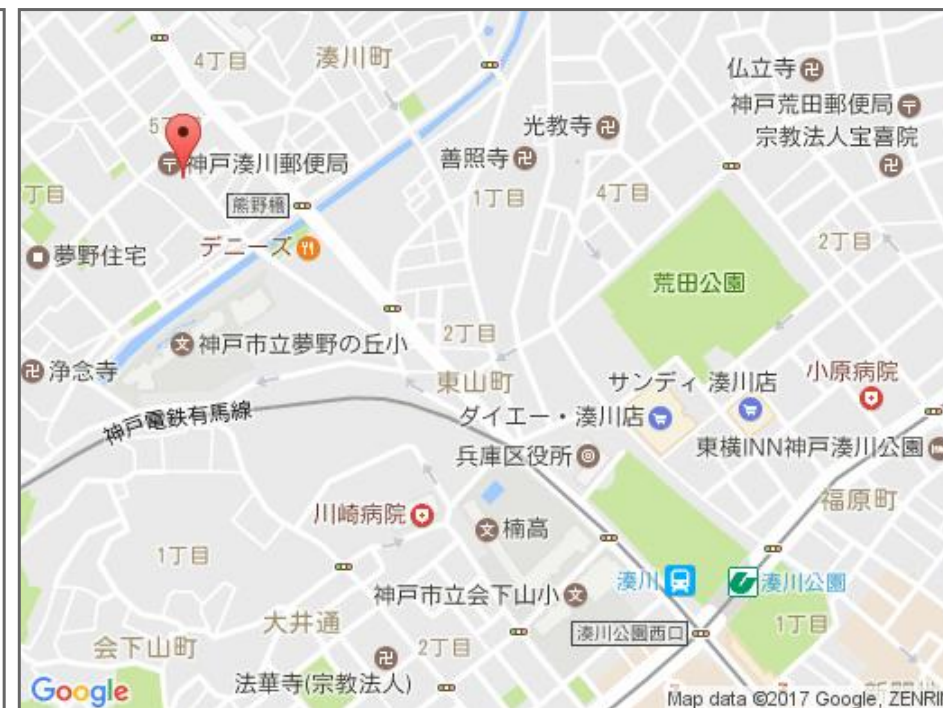 4丁目
湊川町
仏立寺
神戸荒田郵便局
宗教法人宝喜院
光教寺
善照寺
神戸湊川郵便局
丁目
1丁目
4丁目
熊野橋
デニーズ
2丁目
夢野住宅
荒田公園
神戸市立夢野の丘小
2丁目
浄念寺
東山町
サンディ 湊川店
小原病院
ダイエー・湊川店
神戸電鉄有馬線
兵庫区役所
東横INN神戸湊川公園
福原町
川崎病院
楠高
1丁目
湊川
湊川公園
神戸市立会下山小
大井通
湊川公園西口
1丁目
会下山町
2丁目
法華寺(宗教法人)
Google
Map data ©2017 Google, ZENRI